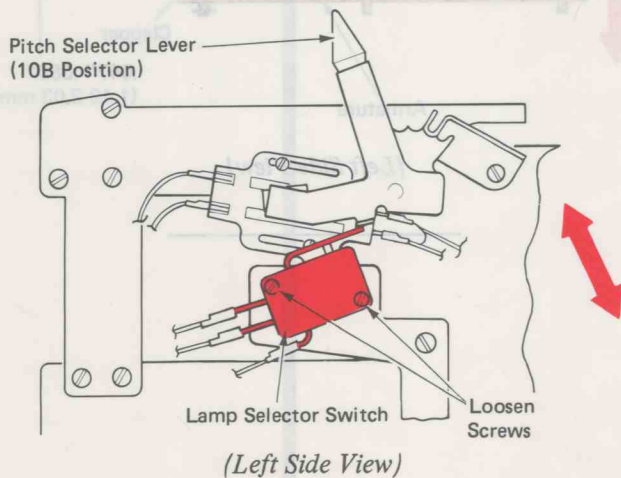 Pitch Selector Lever
(10B Position)
Lamp Selector Switch
Loosen
Screws
(Left Side View)